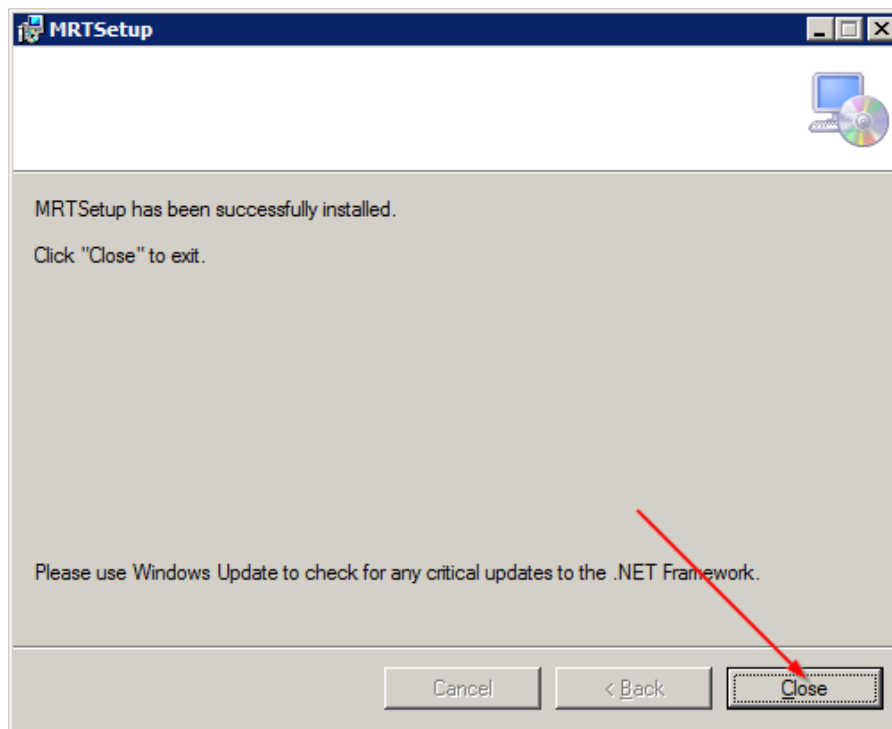 MRTSetup
MRTSetup has been successfully installed.
Click "Close" to exit.
Please use Windows Update to check for any critical updates to the .NET Framework.
Cancel
< Back
Close